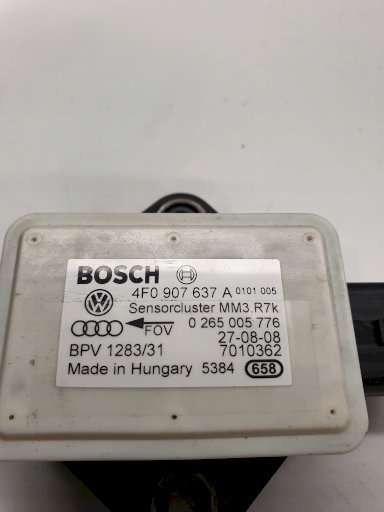 BOSCH
4F0 907 637 A 0101 005
Sensorcluster MM3.R7k
FOV 0 265 005 776
27-08-08
BPV 1283/31 7010362
Made in Hungary 5384 658